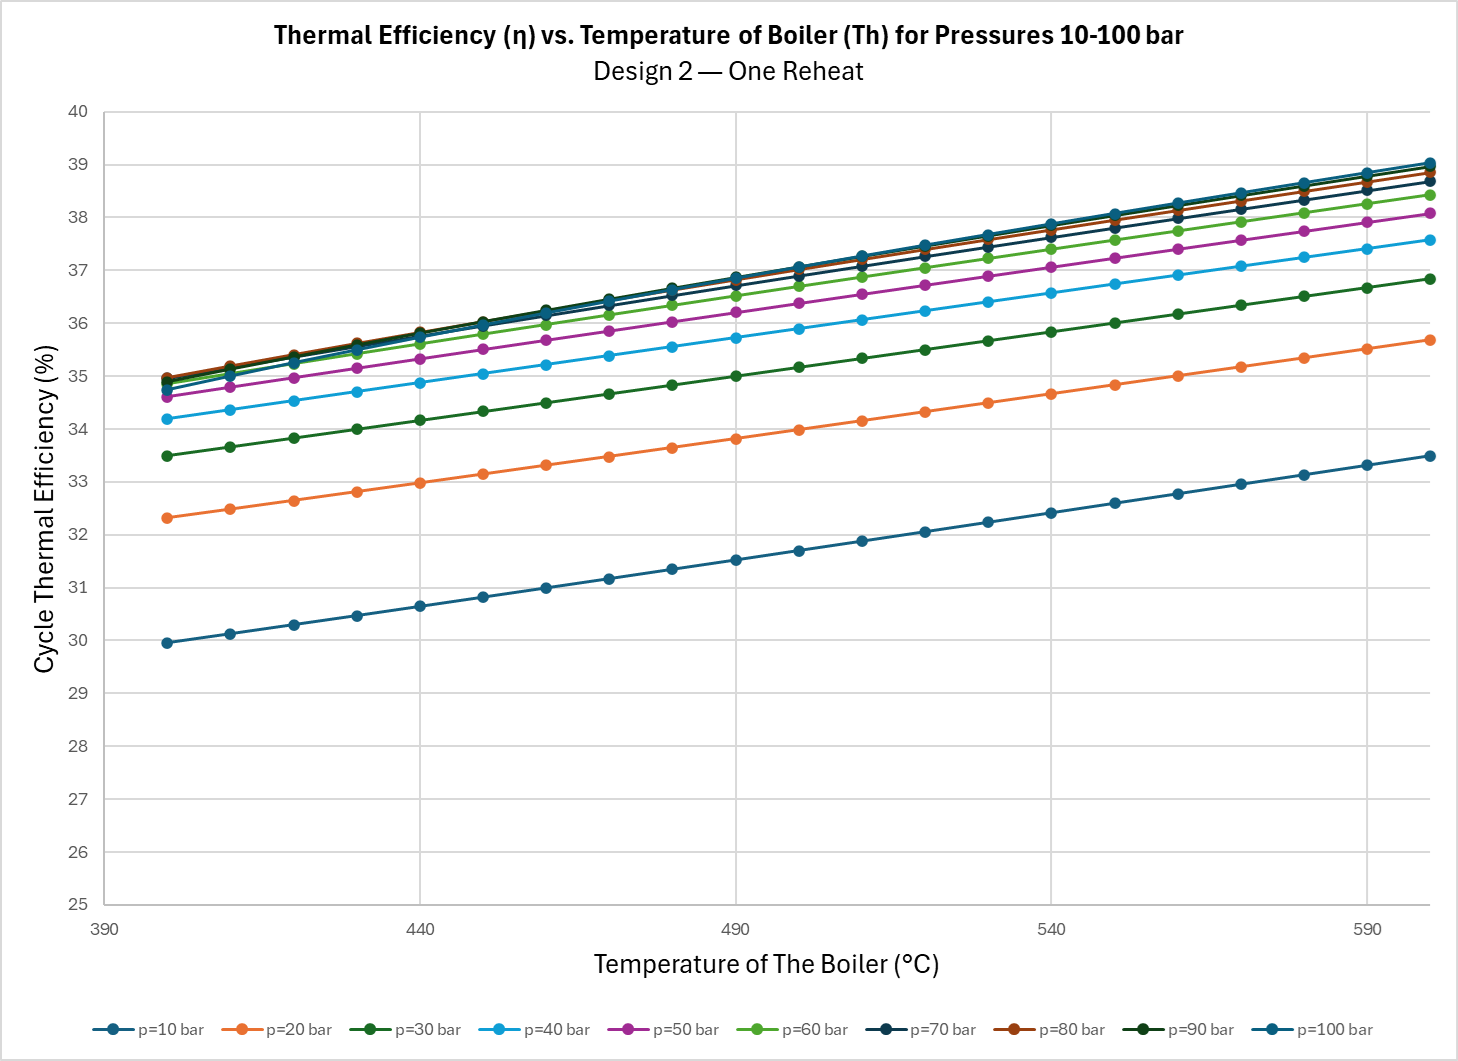 Thermal Efficiency (η) vs. Temperature of Boiler (Th) for Pressures 10-100 bar
Design 2 — One Reheat
40
39
38
37
36
35
34
33
32
31
30
29
28
27
26
25
Cycle Thermal Efficiency (%)
390 440 490 540 590
Temperature of The Boiler (°C)
p=10 bar p=20 bar p=30 bar p=40 bar p=50 bar p=60 bar p=70 bar p=80 bar p=90 bar p=100 bar